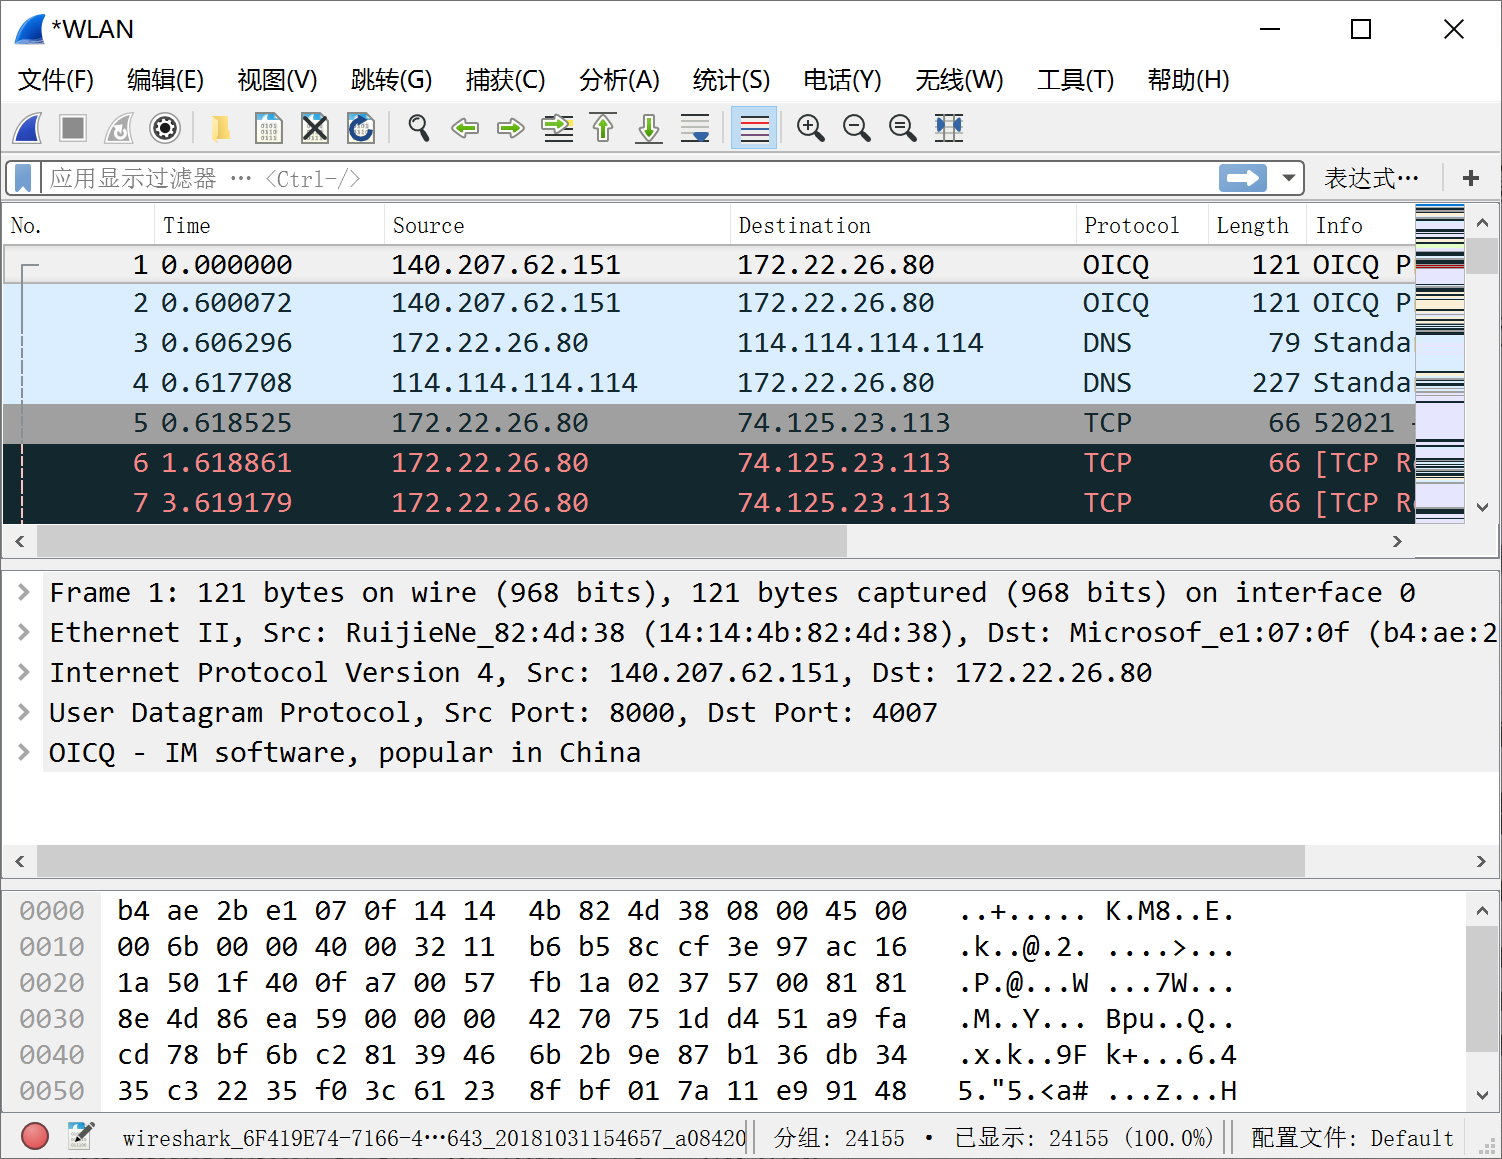 *WLAN
文件(F) 编辑(E) 视图(V) 跳转(G) 捕获(C) 分析(A) 统计(S) 电话(Y) 无线(W) 工具(T) 帮助(H)
应用显示过滤器 … <Ctrl-/> 表达式… +
No. Time Source Destination Protocol Length Info
1 0.000000 140.207.62.151 172.22.26.80 OICQ 121 OICQ P
2 0.600072 140.207.62.151 172.22.26.80 OICQ 121 OICQ P
3 0.606296 172.22.26.80 114.114.114.114 DNS 79 Standa
4 0.617708 114.114.114.114 172.22.26.80 DNS 227 Standa
5 0.618525 172.22.26.80 74.125.23.113 TCP 66 52021
6 1.618861 172.22.26.80 74.125.23.113 TCP 66 [TCP R
7 3.619179 172.22.26.80 74.125.23.113 TCP 66 [TCP R
Frame 1: 121 bytes on wire (968 bits), 121 bytes captured (968 bits) on interface 0
Ethernet II, Src: RuijieNe_82:4d:38 (14:14:4b:82:4d:38), Dst: Microsof_e1:07:0f (b4:ae:2
Internet Protocol Version 4, Src: 140.207.62.151, Dst: 172.22.26.80
User Datagram Protocol, Src Port: 8000, Dst Port: 4007
OICQ - IM software, popular in China
0000 b4 ae 2b e1 07 0f 14 14 4b 82 4d 38 08 00 45 00 ..+..... K.M8..E.
0010 00 6b 00 00 40 00 32 11 b6 b5 8c cf 3e 97 ac 16 .k..@.2. ....>...
0020 1a 50 1f 40 0f a7 00 57 fb 1a 02 37 57 00 81 81 .P.@...W ...7W...
0030 8e 4d 86 ea 59 00 00 00 42 70 75 1d d4 51 a9 fa .M..Y... Bpu..Q..
0040 cd 78 bf 6b c2 81 39 46 6b 2b 9e 87 b1 36 db 34 .x.k..9F k+...6.4
0050 35 c3 22 35 f0 3c 61 23 8f bf 01 7a 11 e9 91 48 5."5.<a# ...z...H
wireshark_6F419E74-7166-4…643_20181031154657_a08420 分组: 24155 · 已显示: 24155 (100.0%) 配置文件: Default